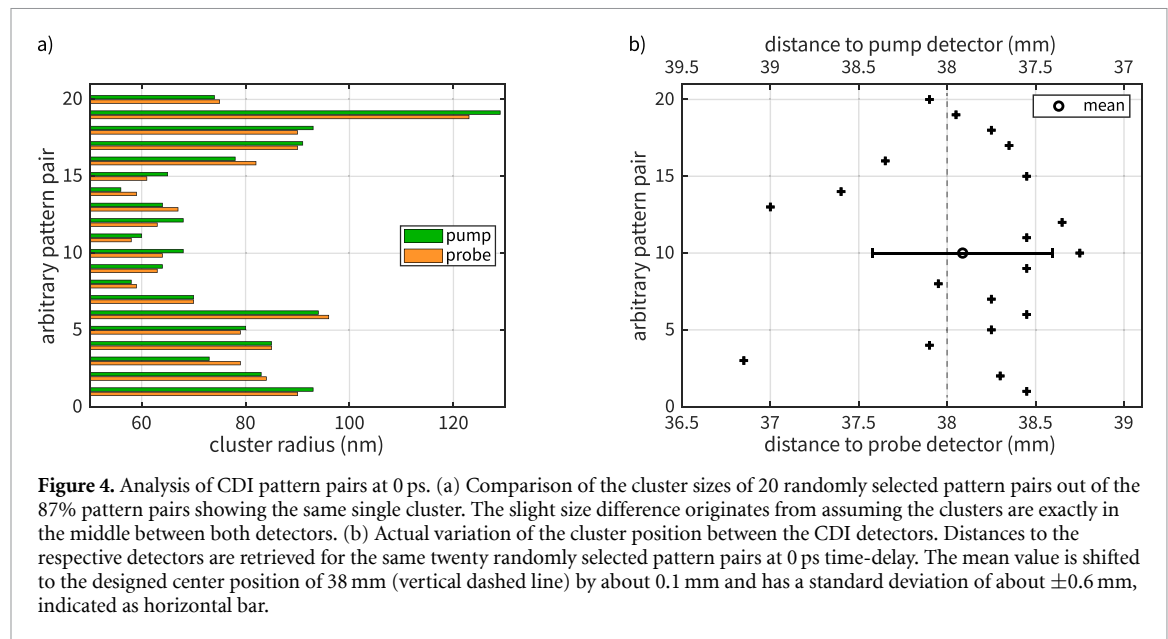 a)
20
15
10
5
0
60
80
100
120
arbitrary pattern pair
cluster radius (nm)
pump
probe
b)
distance to pump detector (mm)
39.5
39
38.5
38
37.5
37
20
15
10
5
0
36.5
37
37.5
38
38.5
39
arbitrary pattern pair
distance to probe detector (mm)
mean
Figure 4. Analysis of CDI pattern pairs at 0 ps. (a) Comparison of the cluster sizes of 20 randomly selected pattern pairs out of the
87% pattern pairs showing the same single cluster. The slight size difference originates from assuming the clusters are exactly in
the middle between both detectors. (b) Actual variation of the cluster position between the CDI detectors. Distances to the
respective detectors are retrieved for the same twenty randomly selected pattern pairs at 0 ps time-delay. The mean value is shifted
to the designed center position of 38 mm (vertical dashed line) by about 0.1 mm and has a standard deviation of about ±0.6 mm,
indicated as horizontal bar.